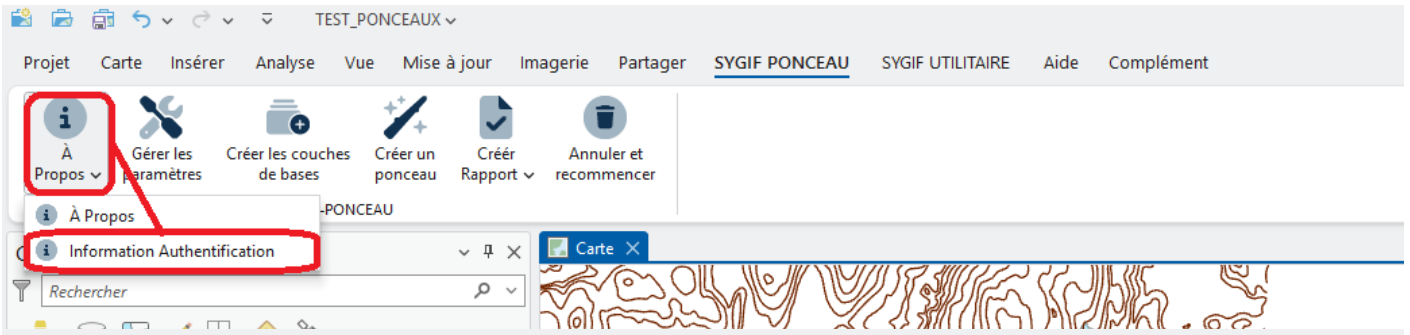 TEST_PONCEAUX
Projet Carte Insérer Analyse Vue Mise à jour Imagerie Partager SYGIF PONCEAU SYGIF UTILITAIRE Aide Complément
À Propos
Gérer les paramètres
Créer les couches de bases
Créer un ponceau
Créér Rapport
Annuler et recommencer
À Propos
-PONCEAU
Information Authentification
Carte
Rechercher